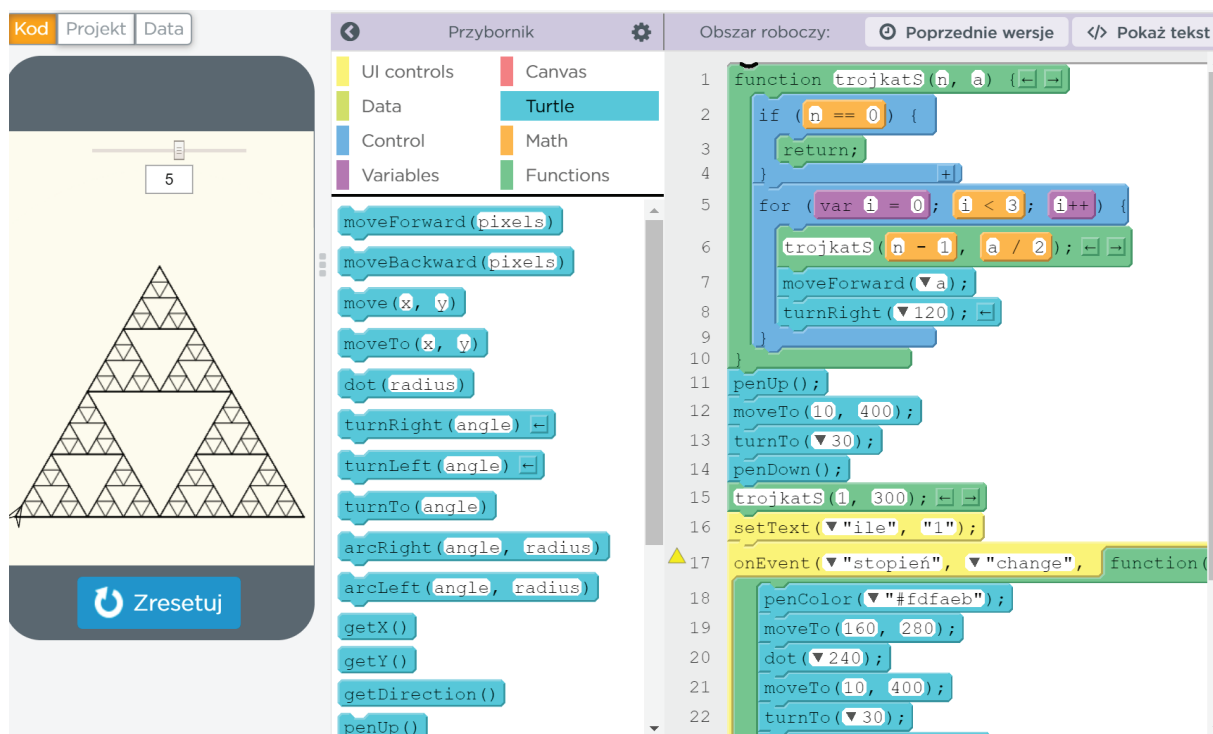 Kod Projekt Data
Przybornik
Obszar roboczy:
Poprzednie wersje
</> Pokaż tekst
5
Zresetuj
UI controls
Canvas
Data
Turtle
Control
Math
Variables
Functions
moveForward(pixels)
moveBackward(pixels)
move(x, y)
moveTo(x, y)
dot(radius)
turnRight(angle)
turnLeft(angle)
turnTo(angle)
arcRight(angle, radius)
arcLeft(angle, radius)
getX()
getY()
getDirection()
penUp()
1 function trojkatS(n, a) {
2 if (n == 0) {
3 return;
4 }
5 for (var i = 0; i < 3; i++) {
6 trojkatS(n - 1, a / 2);
7 moveForward(a);
8 turnRight(120);
9 }
10 }
11 penUp();
12 moveTo(10, 400);
13 turnTo(30);
14 penDown();
15 trojkatS(1, 300);
16 setText("ile", "1");
17 onEvent("stopień", "change", function(
18 penColor("#fdfaeb");
19 moveTo(160, 280);
20 dot(240);
21 moveTo(10, 400);
22 turnTo(30);